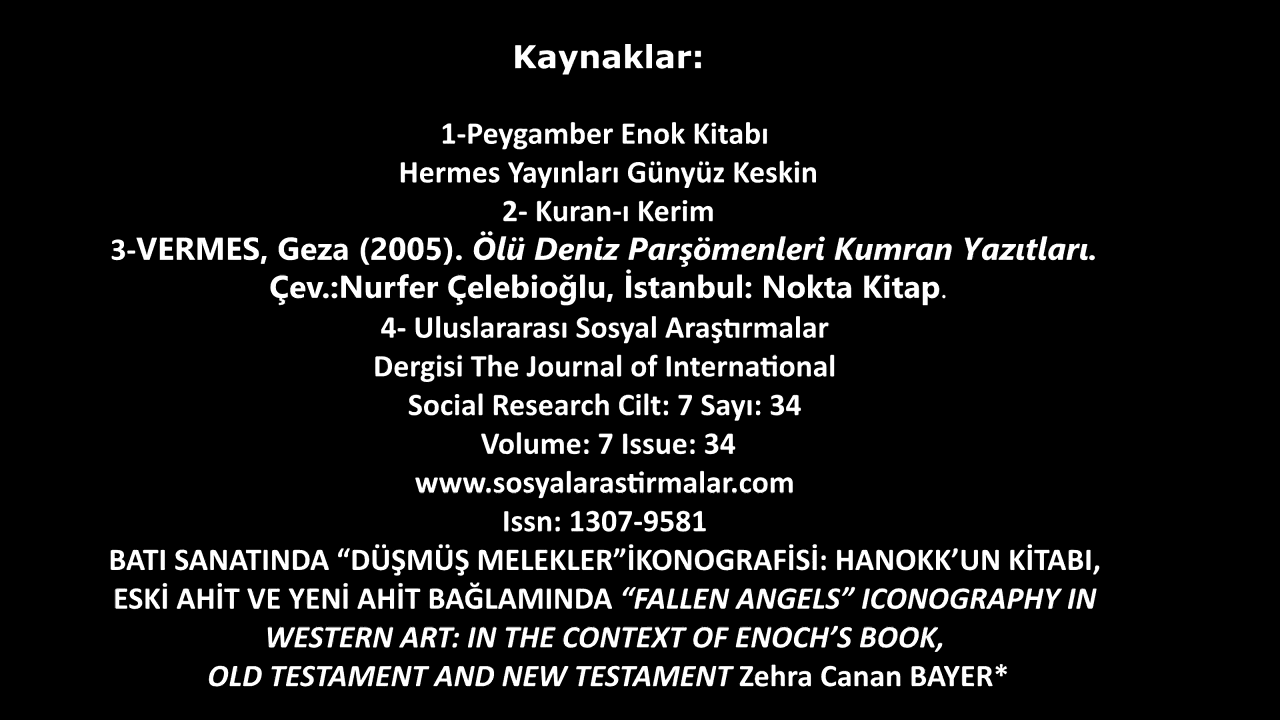 Kaynaklar:
1-Peygamber Enok Kitabı
Hermes Yayınları Günyüz Keskin
2- Kuran-ı Kerim
3-VERMES, Geza (2005). Ölü Deniz Parşömenleri Kumran Yazıtları.
Çev.:Nurfer Çelebioğlu, İstanbul: Nokta Kitap.
4- Uluslararası Sosyal Araştırmalar
Dergisi The Journal of International
Social Research Cilt: 7 Sayı: 34
Volume: 7 Issue: 34
www.sosyalarastirmalar.com
Issn: 1307-9581
BATI SANATINDA “DÜŞMÜŞ MELEKLER”İKONOGRAFİSİ: HANOKK’UN KİTABI,
ESKİ AHİT VE YENİ AHİT BAĞLAMINDA “FALLEN ANGELS” ICONOGRAPHY IN
WESTERN ART: IN THE CONTEXT OF ENOCH’S BOOK,
OLD TESTAMENT AND NEW TESTAMENT Zehra Canan BAYER*